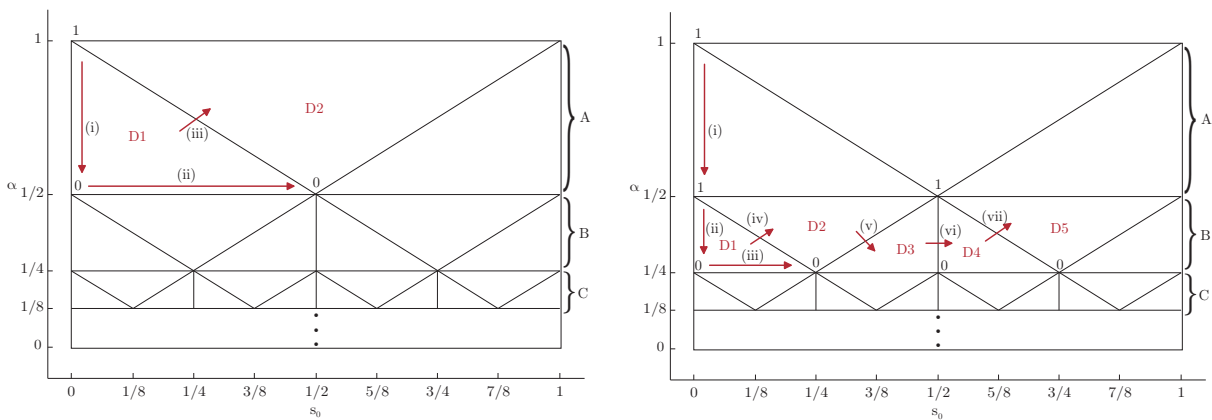 1
1
A
D2
(i)
D1
(iii)
(ii)
0
0
α
1/2
B
1/4
C
1/8
0
0
1/8
1/4
3/8
1/2
5/8
3/4
7/8
1
s₀
1
1
A
(i)
1
1
α
1/2
(ii)
D1
(iv)
D2
(v)
D3
(vi)
D4
(vii)
D5
B
(iii)
0
0
0
0
1/4
C
1/8
0
0
1/8
1/4
3/8
1/2
5/8
3/4
7/8
1
s₀